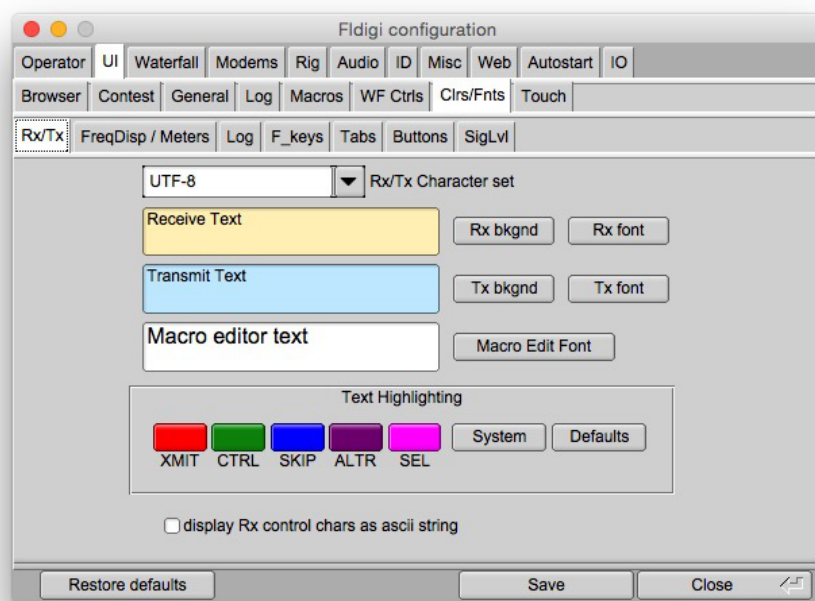 Fldigi configuration
Operator UI Waterfall Modems Rig Audio ID Misc Web Autostart IO
Browser Contest General Log Macros WF Ctrls Clrs/Fnts Touch
Rx/Tx FreqDisp / Meters Log F_keys Tabs Buttons SigLvl
UTF-8 Rx/Tx Character set
Receive Text Rx bkgnd Rx font
Transmit Text Tx bkgnd Tx font
Macro editor text Macro Edit Font
Text Highlighting
System Defaults
XMIT CTRL SKIP ALTR SEL
display Rx control chars as ascii string
Restore defaults Save Close